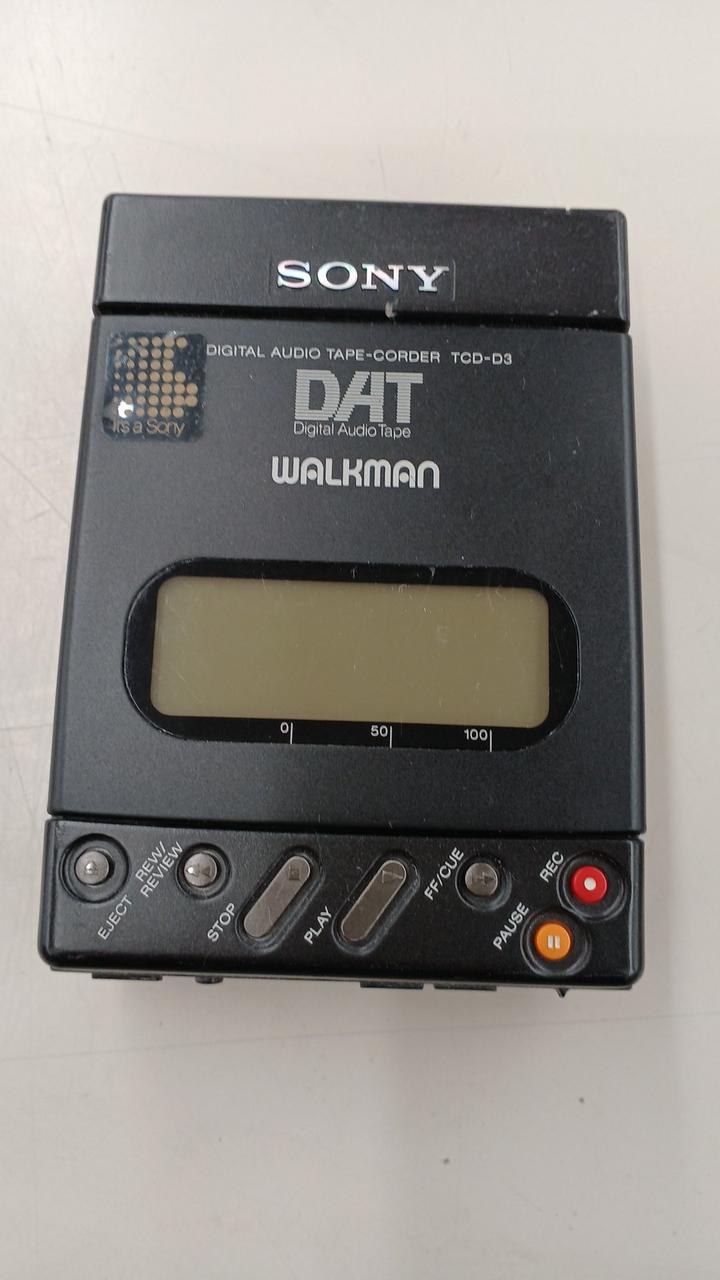 SONY
DIGITAL AUDIO TAPE-CORDER TCD-D3
DAT
Digital Audio Tape
It's a Sony
WALKMAN
0 50 100
EJECT
REW/
REVIEW
STOP
PLAY
FF/CUE
REC
PAUSE